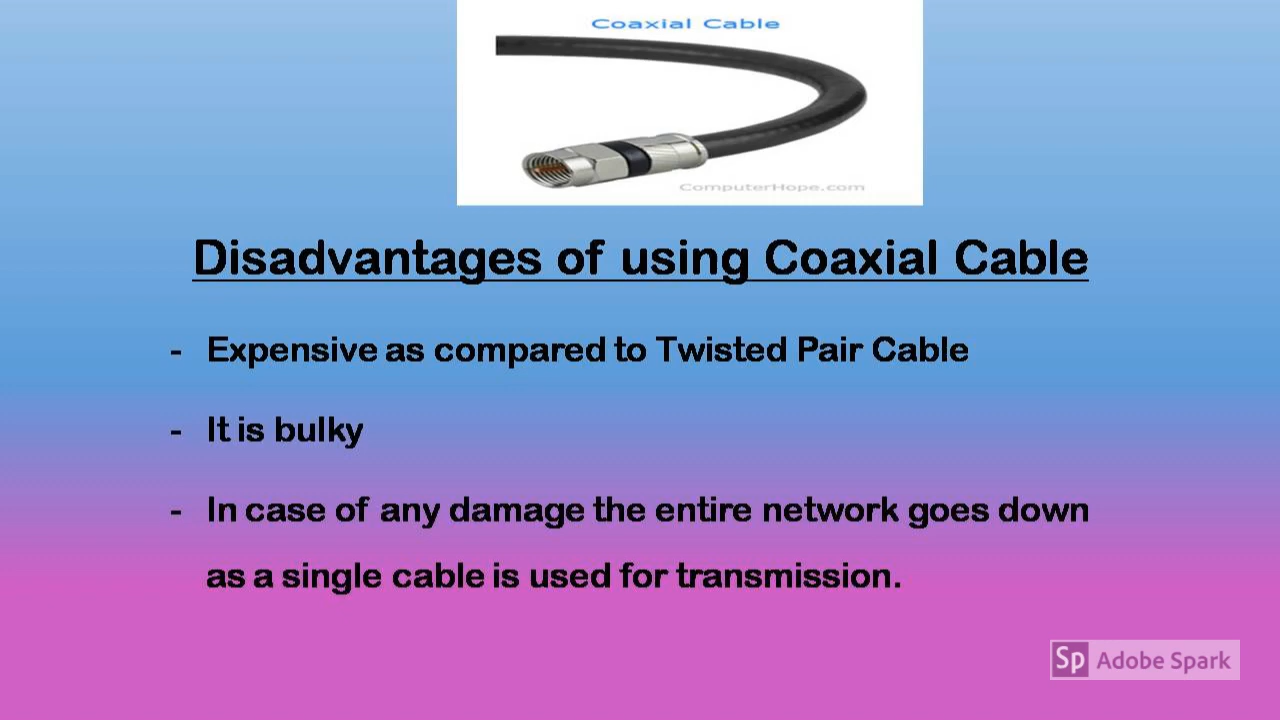 Coaxial Cable
ComputerHope.com
Disadvantages of using Coaxial Cable
- Expensive as compared to Twisted Pair Cable
- It is bulky
- In case of any damage the entire network goes down
as a single cable is used for transmission.
Sp Adobe Spark